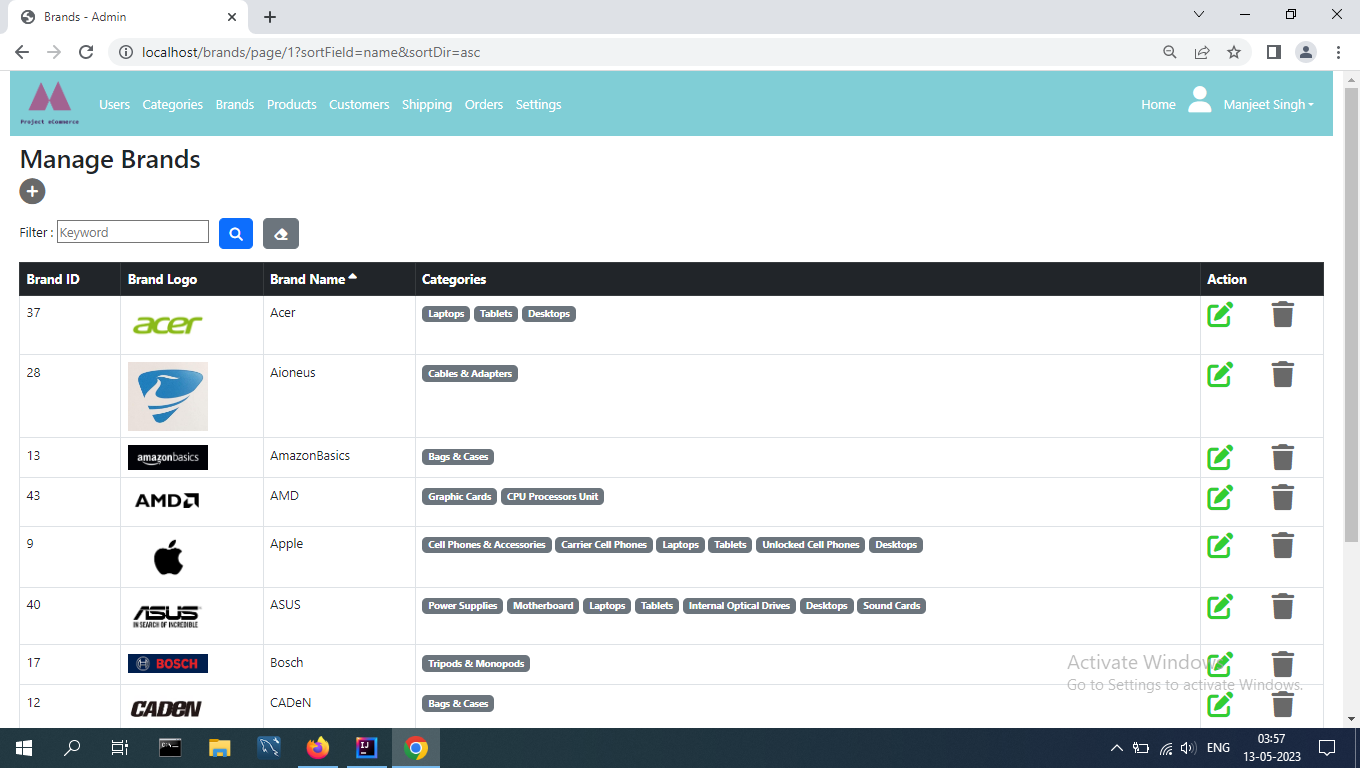 Brands - Admin
localhost/brands/page/1?sortField=name&sortDir=asc
Project eCommerce
Users Categories Brands Products Customers Shipping Orders Settings Home Manjeet Singh
Manage Brands
Filter : Keyword
Brand ID Brand Logo Brand Name Categories Action
37 acer Acer Laptops Tablets Desktops
28 Aioneus Cables & Adapters
13 amazonbasics AmazonBasics Bags & Cases
43 AMD AMD Graphic Cards CPU Processors Unit
9 Apple Cell Phones & Accessories Carrier Cell Phones Laptops Tablets Unlocked Cell Phones Desktops
40 ASUS IN SEARCH OF INCREDIBLE ASUS Power Supplies Motherboard Laptops Tablets Internal Optical Drives Desktops Sound Cards
17 BOSCH Bosch Tripods & Monopods
12 CADEN CADeN Bags & Cases
Activate Windows
Go to Settings to activate Windows.
ENG
03:57
13-05-2023